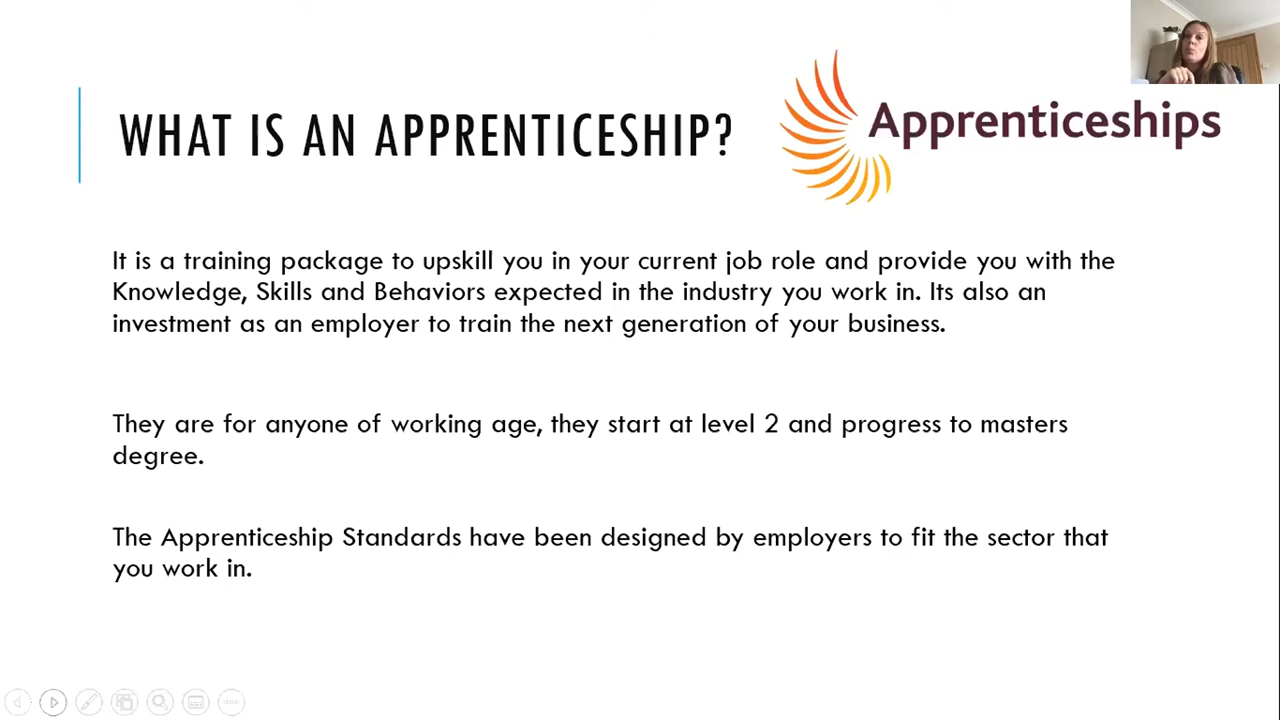 WHAT IS AN APPRENTICESHIP?
Apprenticeships
It is a training package to upskill you in your current job role and provide you with the
Knowledge, Skills and Behaviors expected in the industry you work in. Its also an
investment as an employer to train the next generation of your business.
They are for anyone of working age, they start at level 2 and progress to masters
degree.
The Apprenticeship Standards have been designed by employers to fit the sector that
you work in.